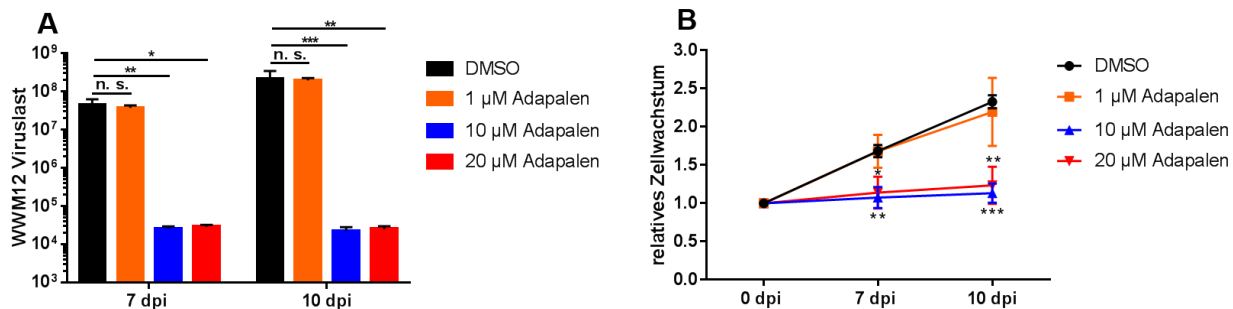 A
WWM12 Viruslast
10⁹
10⁸
10⁷
10⁶
10⁵
10⁴
10³
**
***
n. s.
*
**
n. s.
7 dpi
10 dpi
DMSO
1 µM Adapalen
10 µM Adapalen
20 µM Adapalen
B
relatives Zellwachstum
3.0
2.5
2.0
1.5
1.0
0.5
0.0
*
**
**
***
0 dpi
7 dpi
10 dpi
DMSO
1 µM Adapalen
10 µM Adapalen
20 µM Adapalen